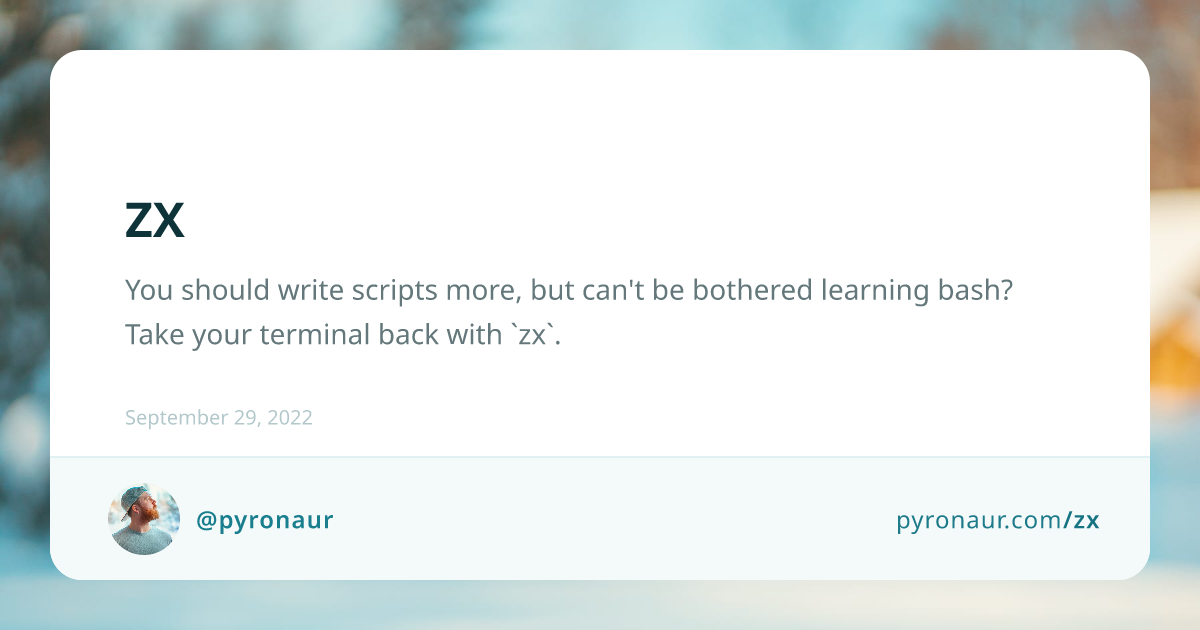 zx
You should write scripts more, but can't be bothered learning bash?
Take your terminal back with `zx`.
September 29, 2022
@pyronaur
pyronaur.com/zx